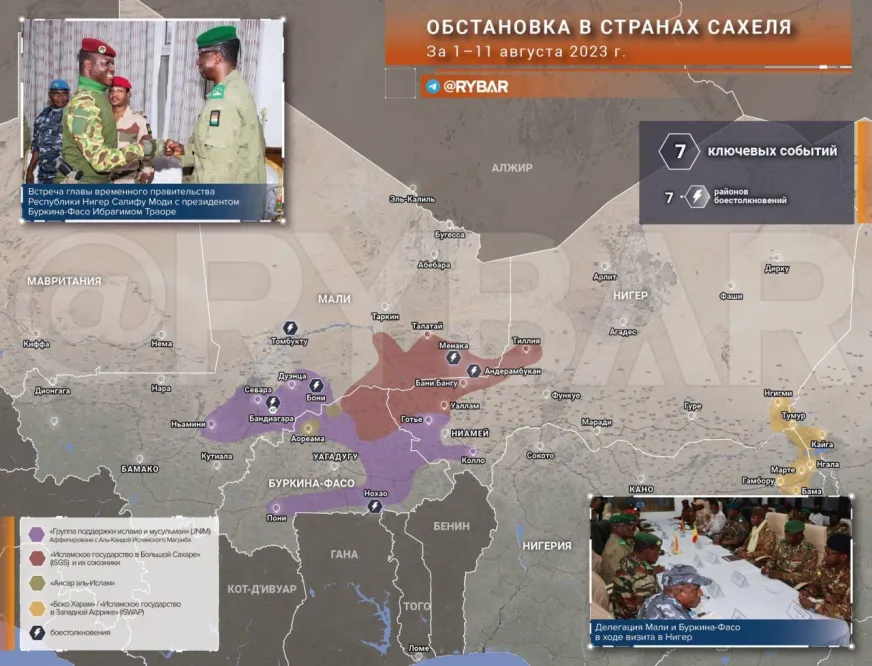 ОБСТАНОВКА В СТРАНАХ САХЕЛЯ
За 1–11 августа 2023 г.
@RYBAR
7 ключевых событий
7 районов
боестолкновений
Встреча главы временного правительства
Республики Нигер Салифу Моди с президентом
Буркина-Фасо Ибрагимом Траоре
@RYBAR
АЛЖИР
Эль-Калиль
Бугесса
Абебара
МАВРИТАНИЯ
МАЛИ
НИГЕР
Арлит
Дирку
Фаши
Таркин
Агадес
Талатай
Киффа
Нема
Томбукту
Менака
Тиллия
Андерамбукан
Дуэнца
Дионгага
Нара
Северэ
Бони
Бани Бангу
Функуе
Нгигми
Бандиагара
Уаллам
Гуре
Тумур
Ньамини
Готье
Маради
Аореама
НИАМЕЙ
Кайга
БАМАКО
Кутиала
УАГАДУГУ
Колло
Сокото
Марте
Нгала
БУРКИНА-ФАСО
Гамбору
КАНО
Бама
Нохао
Пони
БЕНИН
НИГЕРИЯ
ГАНА
КОТ-Д'ИВУАР
ТОГО
Ломе
«Группа поддержки ислама и мусульман» (JNIM)
Аффилирована с Аль-Каидой Исламского Магриба
«Исламское государство в Большой Сахаре»
(ISGS) и их союзники
«Ансар аль-Ислам»
«Боко Харам» / «Исламское государство
в Западной Африке» (ISWAP)
боестолкновения
Делегация Мали и Буркина-Фасо
в ходе визита в Нигер